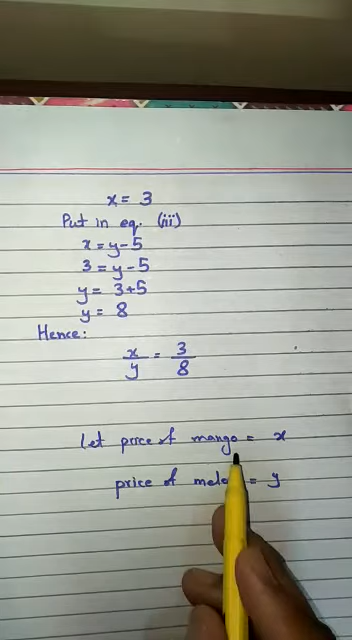 x = 3
Put in eq. (iii)
x = y-5
3 = y-5
y = 3+5
y = 8
Hence:
x/y = 3/8
Let price of mango = x
price of = y